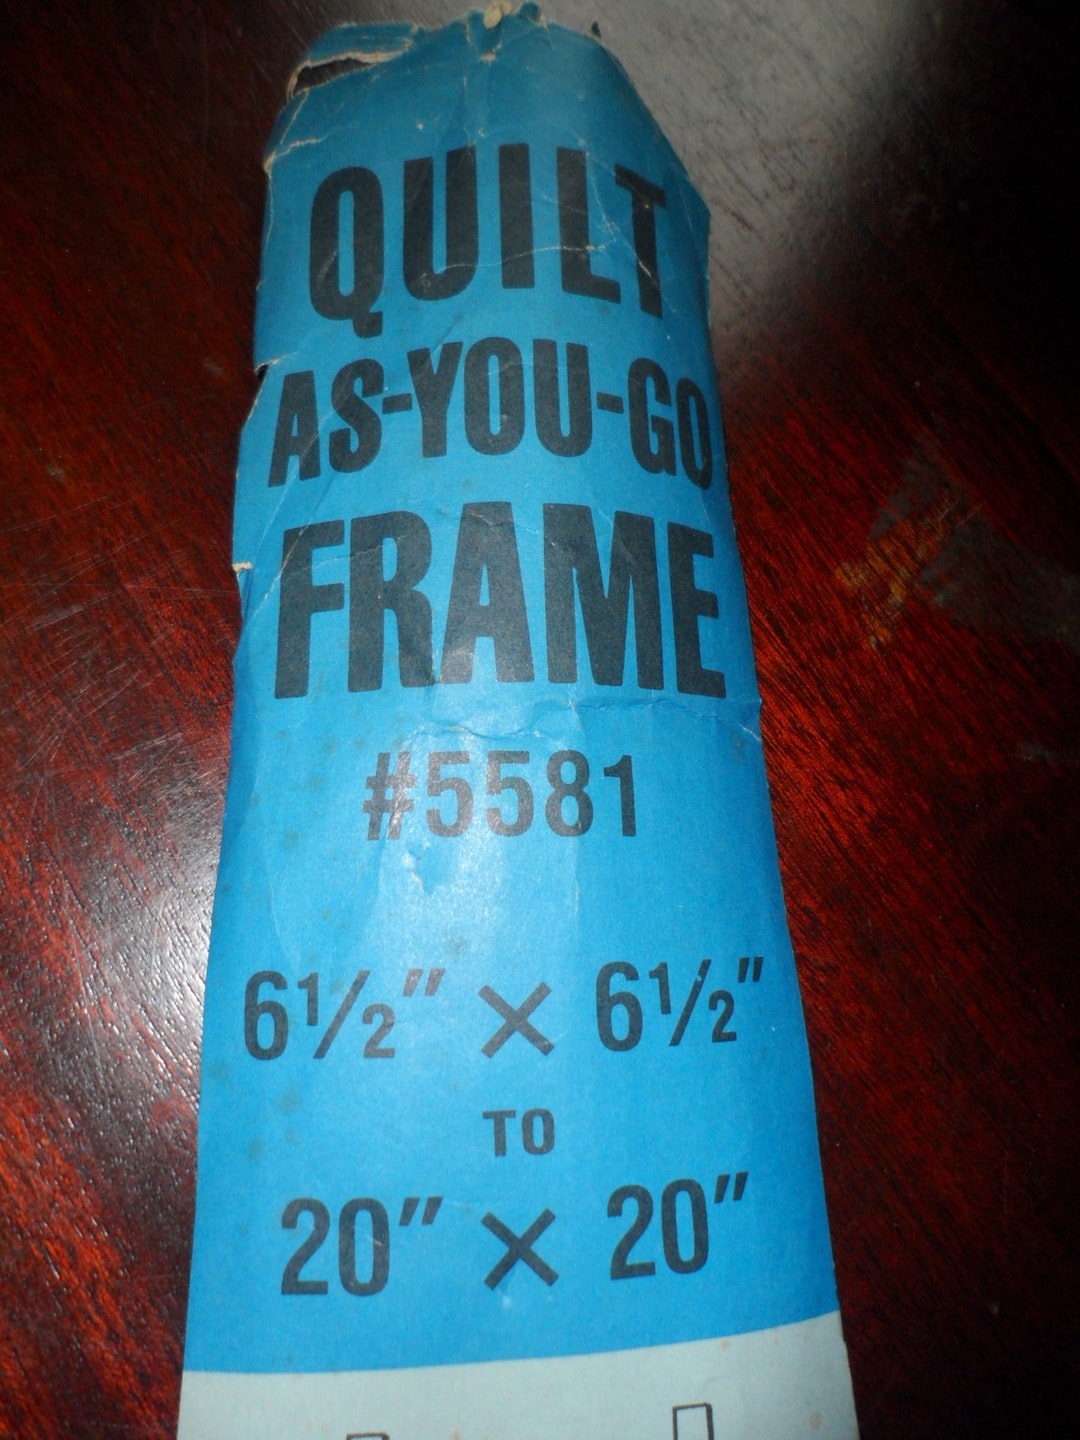 QUILT
AS-YOU-GO
FRAME
#5581
6½" × 6½"
TO
20" × 20"